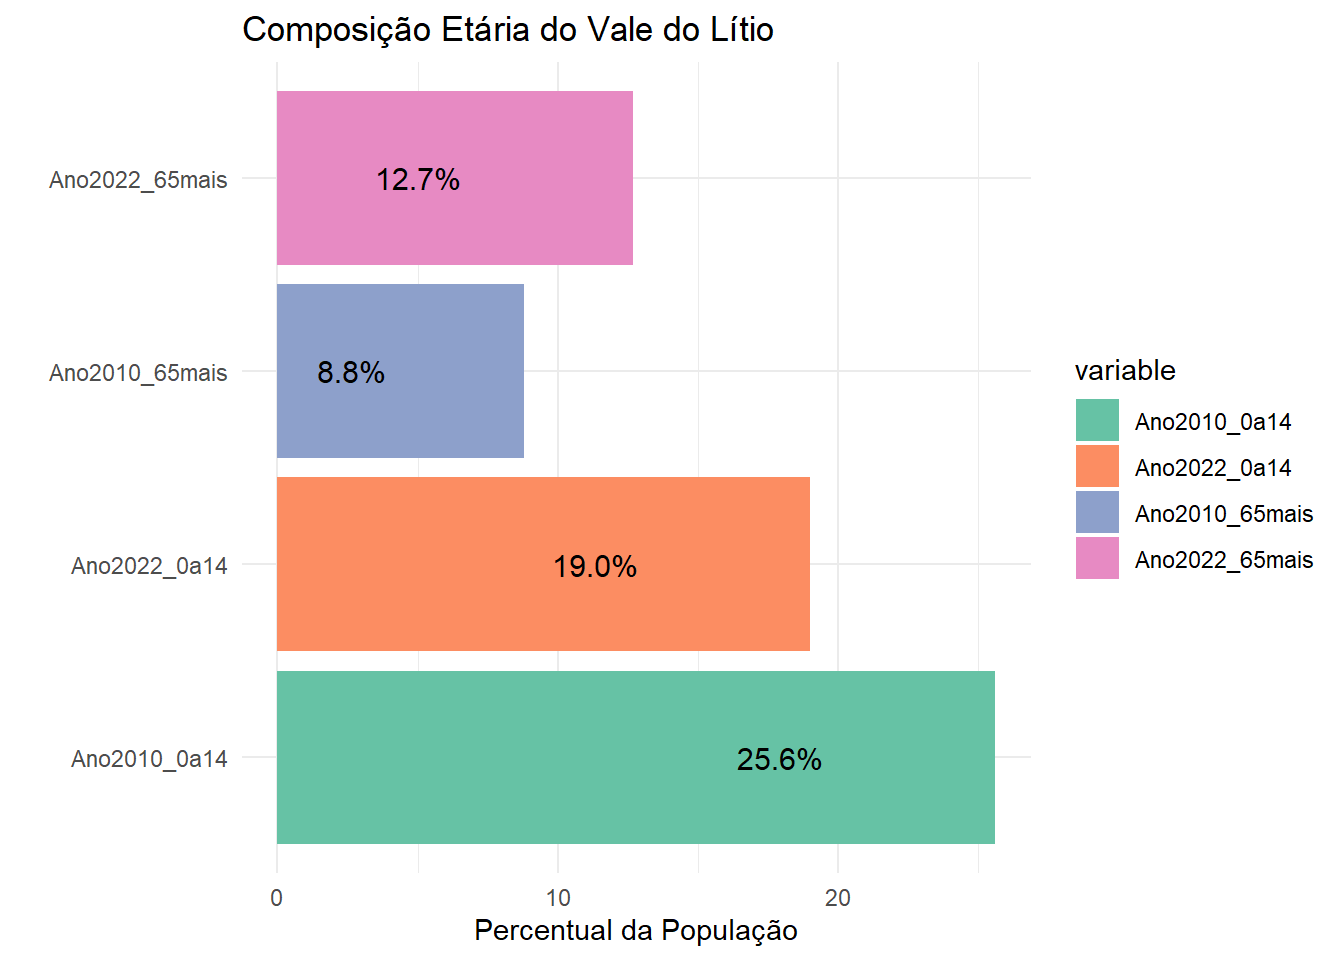 Composição Etária do Vale do Lítio
Ano2022_65mais
12.7%
Ano2010_65mais
8.8%
Ano2022_0a14
19.0%
Ano2010_0a14
25.6%
0 10 20
Percentual da População
variable
Ano2010_0a14
Ano2022_0a14
Ano2010_65mais
Ano2022_65mais